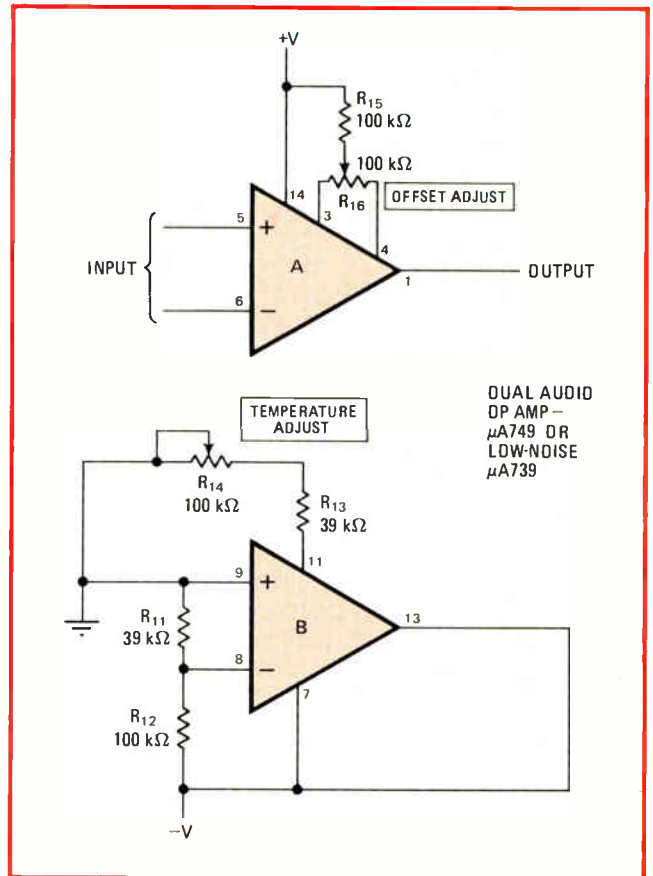 +V
R15
100 kΩ
100 kΩ
R16
OFFSET ADJUST
14
3
4
5
+
INPUT
A
1
OUTPUT
6
−
DUAL AUDIO
OP AMP –
μA749 OR
LOW-NOISE
μA739
TEMPERATURE
ADJUST
R14
100 kΩ
R13
39 kΩ
11
9
+
R11
39 kΩ
B
13
8
−
7
R12
100 kΩ
−V